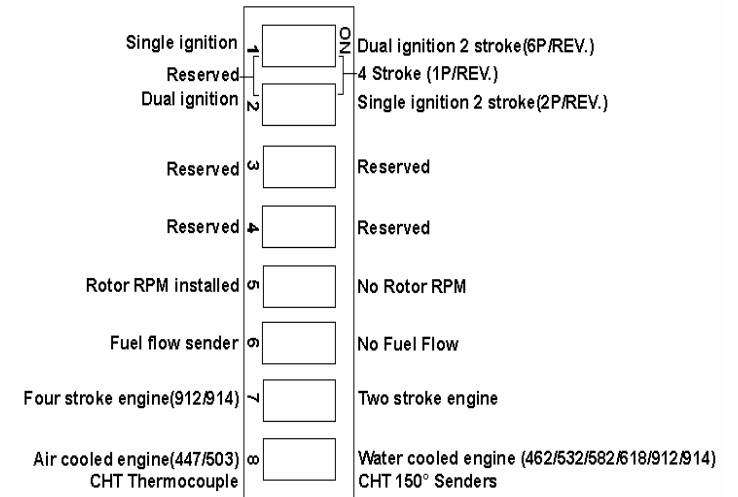 Single ignition 1 ON Dual ignition 2 stroke(6P/REV.)
Reserved 4 Stroke (1P/REV.)
Dual ignition 2 Single ignition 2 stroke(2P/REV.)
Reserved 3 Reserved
Reserved 4 Reserved
Rotor RPM installed 5 No Rotor RPM
Fuel flow sender 6 No Fuel Flow
Four stroke engine(912/914) 7 Two stroke engine
Air cooled engine(447/503) 8 Water cooled engine (462/532/582/618/912/914)
CHT Thermocouple CHT 150° Senders